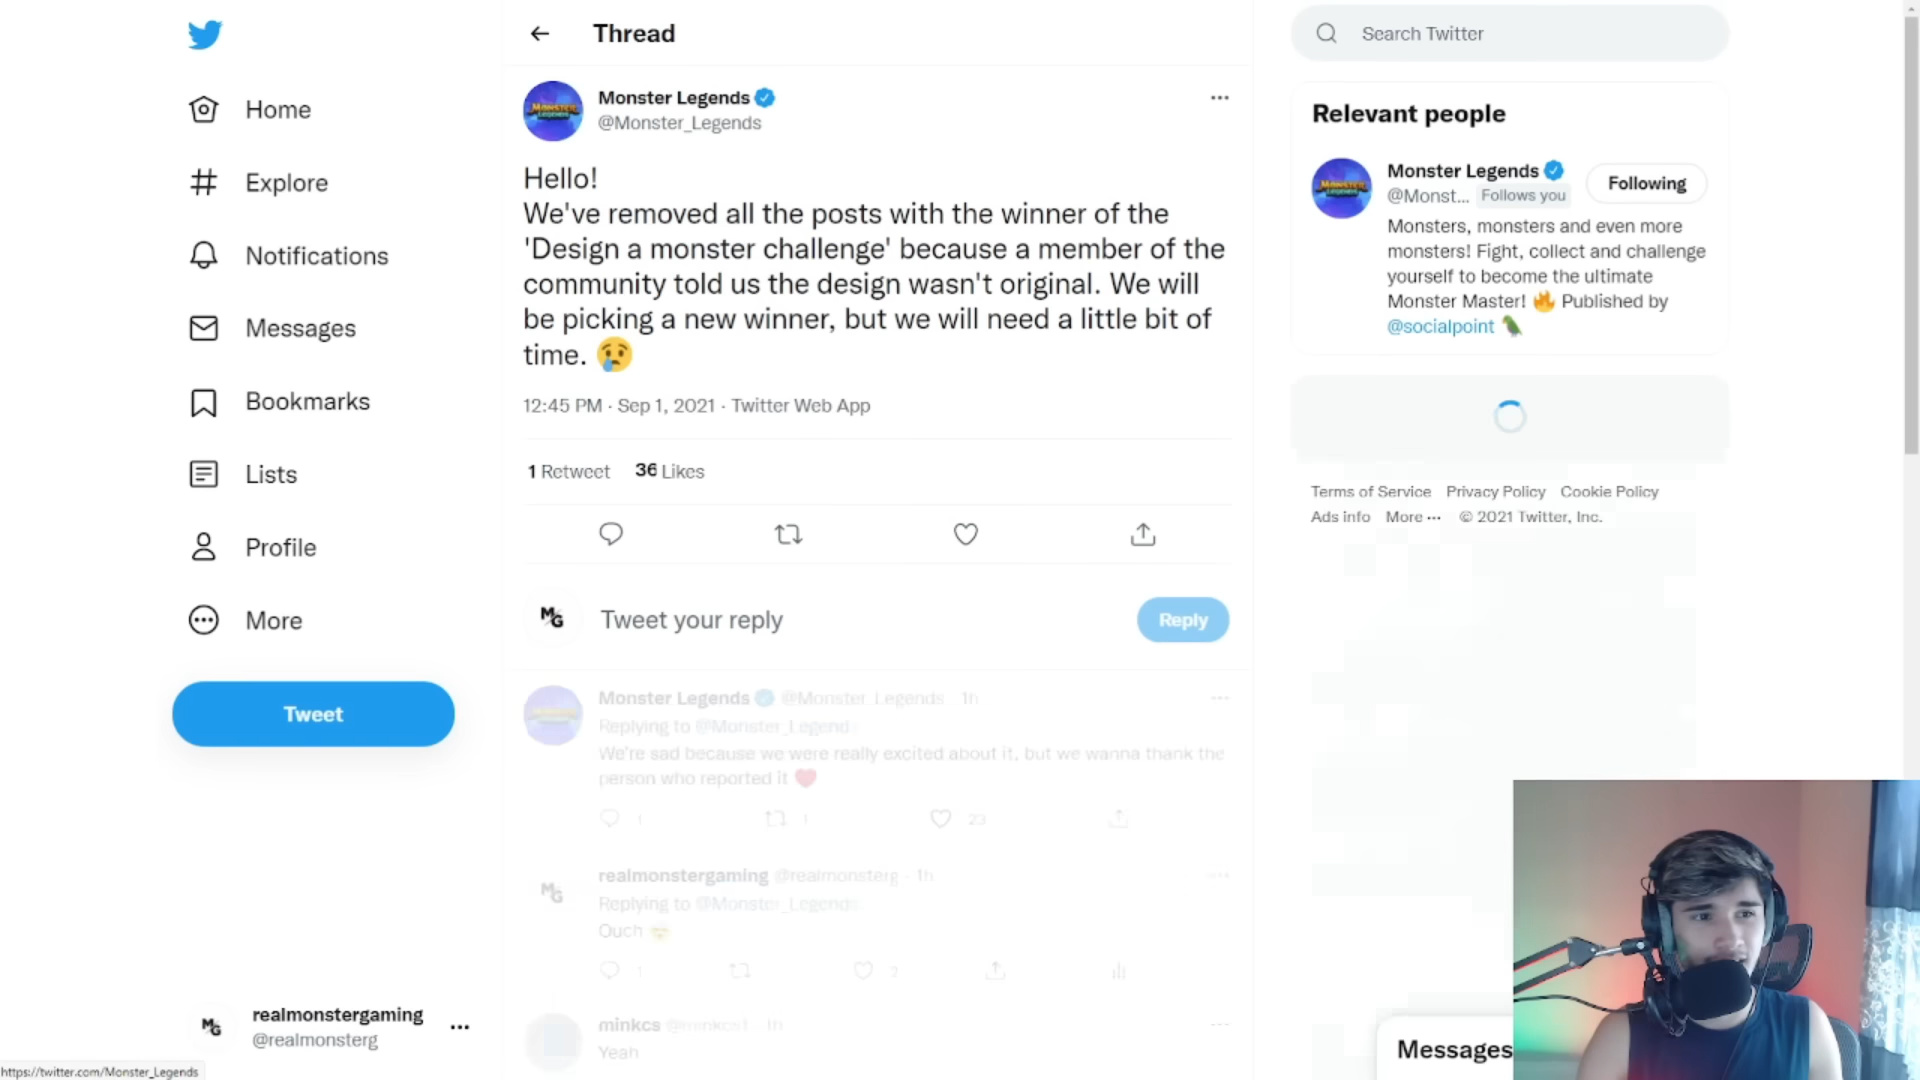 Home
Explore
Notifications
Messages
Bookmarks
Lists
Profile
More
Tweet
realmonstergaming
@realmonsterg
https://twitter.com/Monster_Legends
Thread
Monster Legends
@Monster_Legends
Hello!
We've removed all the posts with the winner of the
'Design a monster challenge' because a member of the
community told us the design wasn't original. We will
be picking a new winner, but we will need a little bit of
time.
12:45 PM · Sep 1, 2021 · Twitter Web App
1 Retweet 36 Likes
Tweet your reply
Reply
Monster Legends @Monster_Legends 1h
Replying to @Monster_Legend
We're sad because we were really excited about it, but we wanna thank the
person who reported it
1 1 23
realmonstergaming @realmonsterg · 1h
Replying to @Monster_Legends
Ouch
1 2
minkcs 1h
Yeah
Search Twitter
Relevant people
Monster Legends
@Monst... Follows you
Following
Monsters, monsters and even more
monsters! Fight, collect and challenge
yourself to become the ultimate
Monster Master! Published by
@socialpoint
Terms of Service Privacy Policy Cookie Policy
Ads info More ··· © 2021 Twitter, Inc.
Messages